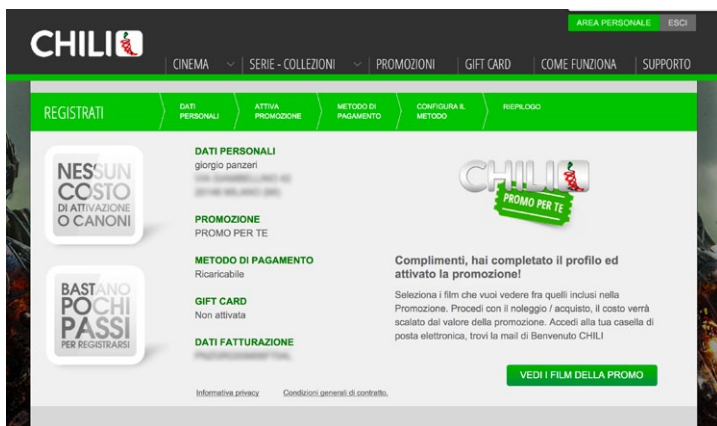 AREA PERSONALE ESCI
CHILI
CINEMA SERIE - COLLEZIONI PROMOZIONI GIFT CARD COME FUNZIONA SUPPORTO
REGISTRATI
DATI
PERSONALI
ATTIVA
PROMOZIONE
METODO DI
PAGAMENTO
CONFIGURA IL
METODO
RIEPILOGO
NESSUN
COSTO
DI ATTIVAZIONE
O CANONI
BASTANO
POCHI
PASSI
PER REGISTRARSI
DATI PERSONALI
giorgio panzeri
PROMOZIONE
PROMO PER TE
METODO DI PAGAMENTO
Ricaricabile
GIFT CARD
Non attivata
DATI FATTURAZIONE
Informativa privacy Condizioni generali di contratto.
CHILI
PROMO PER TE
Complimenti, hai completato il profilo ed
attivato la promozione!
Seleziona i film che vuoi vedere fra quelli inclusi nella
Promozione. Procedi con il noleggio / acquisto, il costo verrà
scalato dal valore della promozione. Accedi alla tua casella di
posta elettronica, trovi la mail di Benvenuto CHILI
VEDI I FILM DELLA PROMO